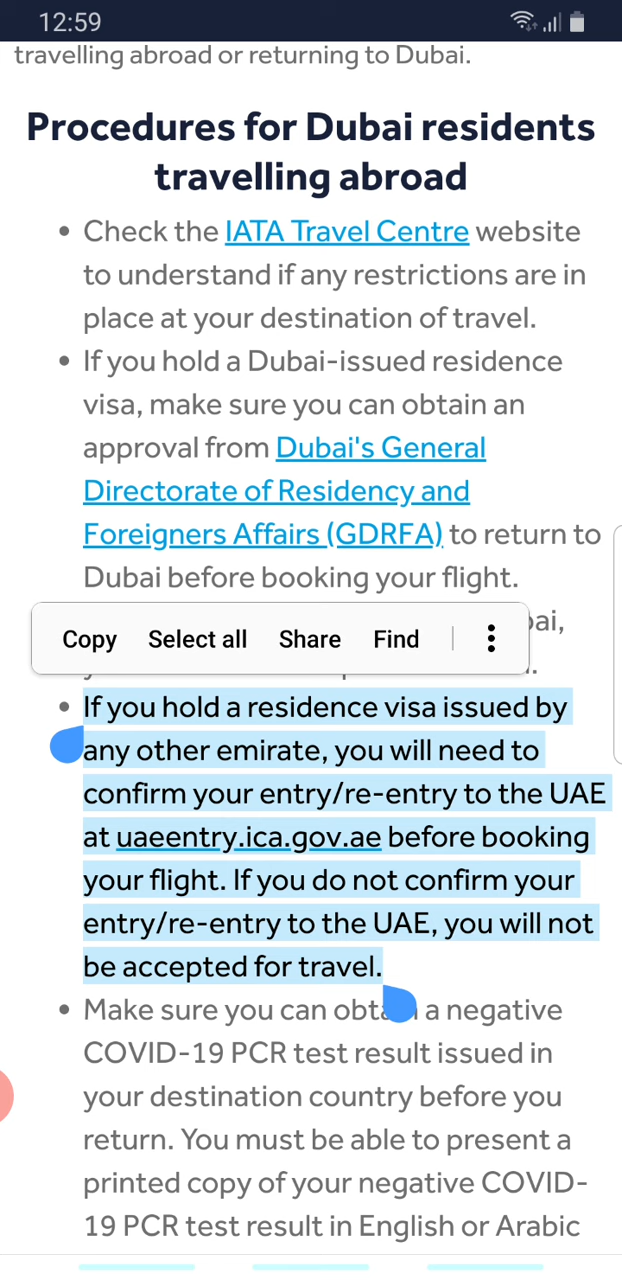 12:59
travelling abroad or returning to Dubai.
Procedures for Dubai residents
travelling abroad
• Check the IATA Travel Centre website
to understand if any restrictions are in
place at your destination of travel.
• If you hold a Dubai-issued residence
visa, make sure you can obtain an
approval from Dubai's General
Directorate of Residency and
Foreigners Affairs (GDRFA) to return to
Dubai before booking your flight.
Copy Select all Share Find
• If you hold a residence visa issued by
any other emirate, you will need to
confirm your entry/re-entry to the UAE
at uaeentry.ica.gov.ae before booking
your flight. If you do not confirm your
entry/re-entry to the UAE, you will not
be accepted for travel.
• Make sure you can a negative
COVID-19 PCR test result issued in
your destination country before you
return. You must be able to present a
printed copy of your negative COVID-
19 PCR test result in English or Arabic